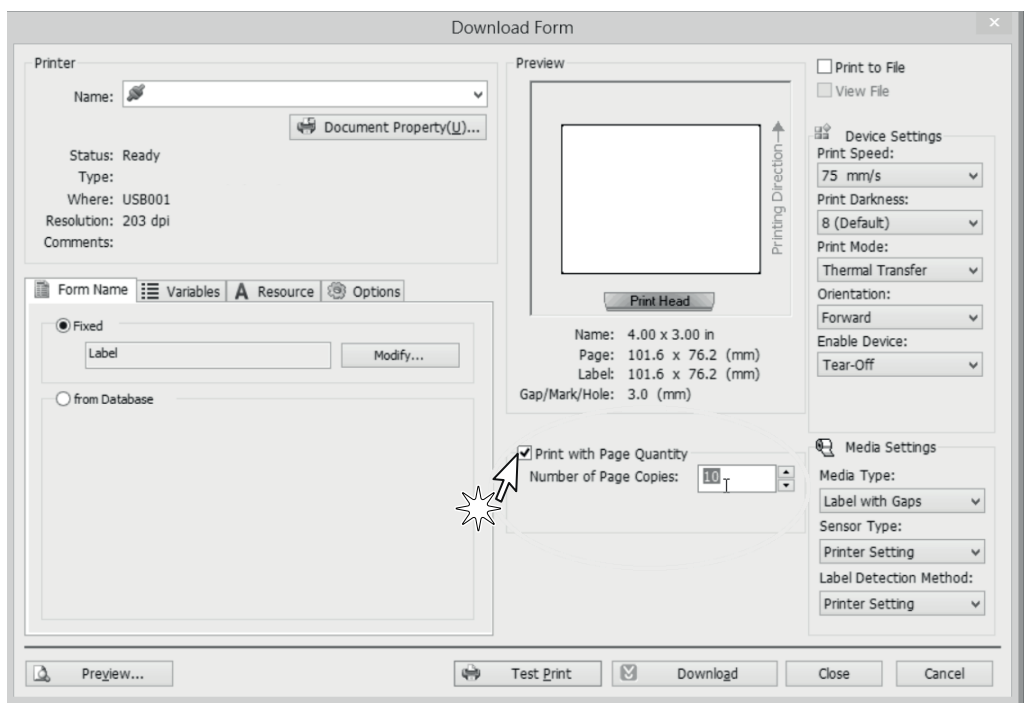 Download Form
Printer
Name:
Document Property(U)...
Status: Ready
Type:
Where: USB001
Resolution: 203 dpi
Comments:
Form Name
Variables
A Resource
Options
Fixed
Label
Modify...
from Database
Preview
Printing Direction
Print Head
Name: 4.00 x 3.00 in
Page: 101.6 x 76.2 (mm)
Label: 101.6 x 76.2 (mm)
Gap/Mark/Hole: 3.0 (mm)
Print with Page Quantity
Number of Page Copies: 10
Print to File
View File
Device Settings
Print Speed:
75 mm/s
Print Darkness:
8 (Default)
Print Mode:
Thermal Transfer
Orientation:
Forward
Enable Device:
Tear-Off
Media Settings
Media Type:
Label with Gaps
Sensor Type:
Printer Setting
Label Detection Method:
Printer Setting
Preview...
Test Print
Download
Close
Cancel